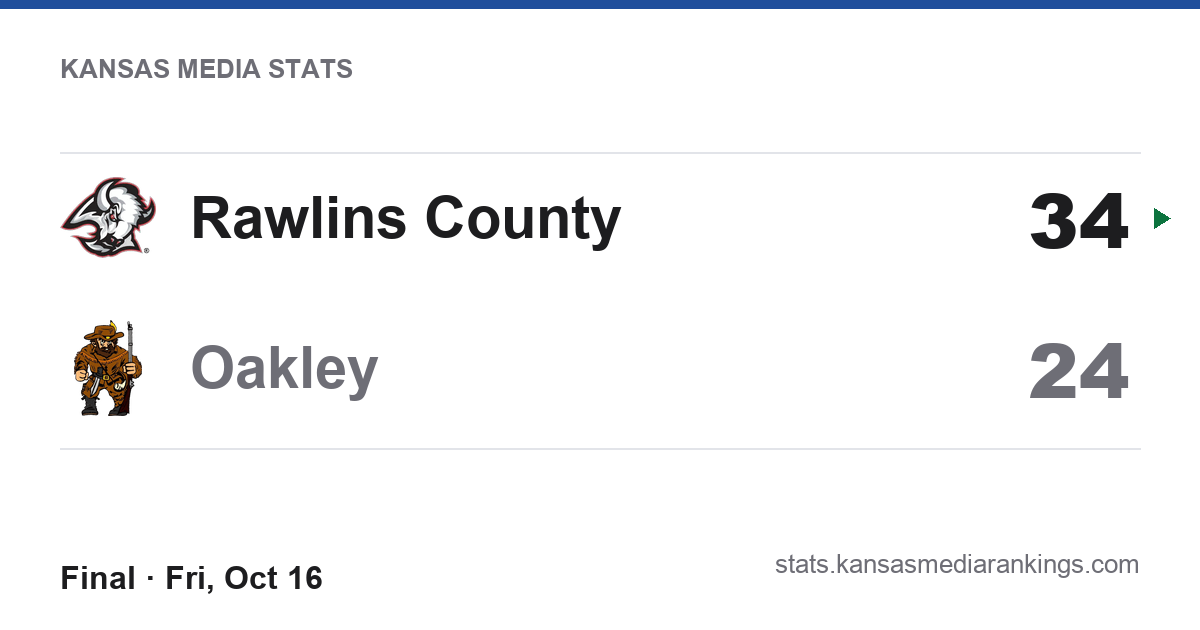 KANSAS MEDIA STATS
Rawlins County 34
Oakley 24
Final · Fri, Oct 16
stats.kansasmediarankings.com